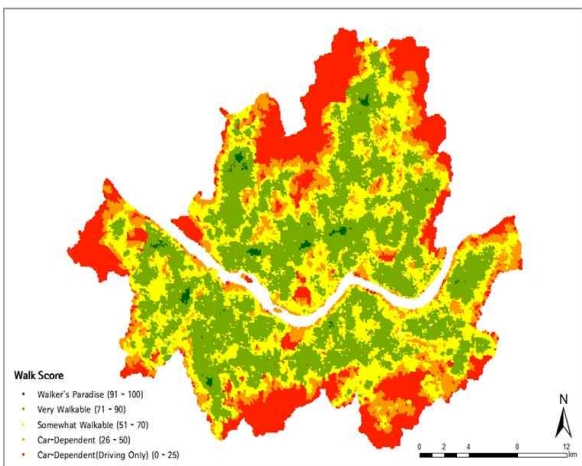 Walk Score
Walker's Paradise (91 - 100)
Very Walkable (71 - 90)
Somewhat Walkable (51 - 70)
Car-Dependent (26 - 50)
Car-Dependent(Driving Only) (0 - 25)
N
0 1 2 4 8 12
km